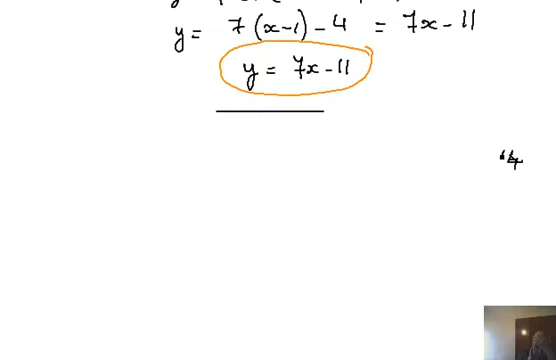 y = 7(x-1) - 4 = 7x - 11
y = 7x - 11